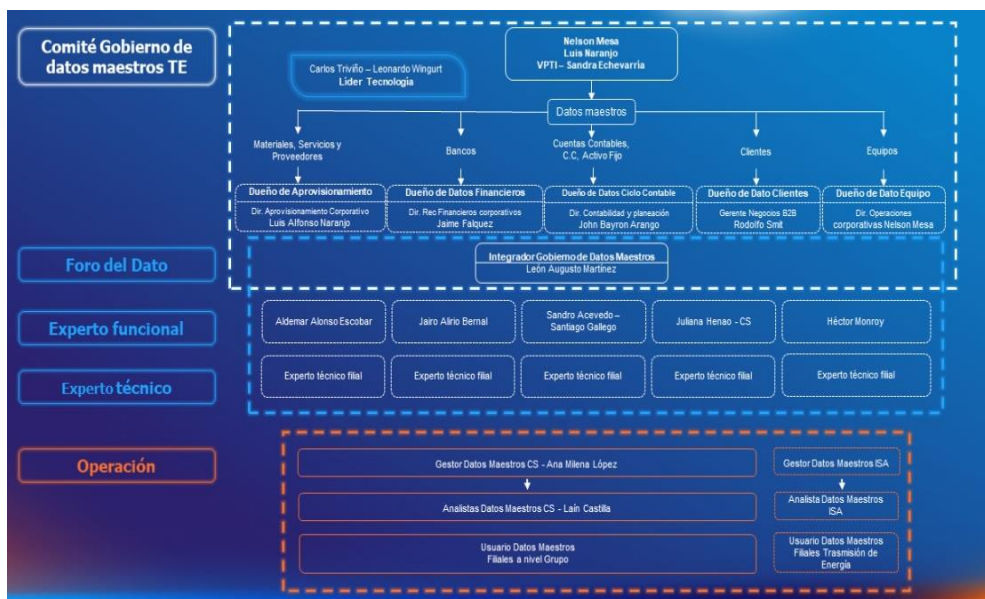 Comité Gobierno de
datos maestros TE
Nelson Mesa
Luis Naranjo
VPTI – Sandra Echevarría
Carlos Triviño – Leonardo Wingurt
Líder Tecnología
Datos maestros
Materiales, Servicios y
Proveedores
Bancos
Cuentas Contables,
C.C, Activo Fijo
Clientes
Equipos
Dueño de Aprovisionamiento
Dir. Aprovisionamiento Corporativo
Luis Alfonso Naranjo
Dueño de Datos Financieros
Dir. Rec Financieros corporativos
Jaime Falquez
Dueño de Datos Ciclo Contable
Dir. Contabilidad y planeación
John Bayron Arango
Dueño de Dato Clientes
Gerente Negocios B2B
Rodolfo Smit
Dueño de Dato Equipo
Dir. Operaciones
corporativas Nelson Mesa
Foro del Dato
Integrador Gobierno de Datos Maestros
León Augusto Martínez
Experto funcional
Aldemar Alonso Escobar
Jairo Alirio Bernal
Sandro Acevedo –
Santiago Gallego
Juliana Henao - CS
Héctor Monroy
Experto técnico
Experto técnico filial
Experto técnico filial
Experto técnico filial
Experto técnico filial
Experto técnico filial
Operación
Gestor Datos Maestros CS - Ana Milena López
Gestor Datos Maestros ISA
Analistas Datos Maestros CS - Laín Castilla
Analista Datos Maestros
ISA
Usuario Datos Maestros
Filiales a nivel Grupo
Usuario Datos Maestros
Filiales Trasmisión de
Energía